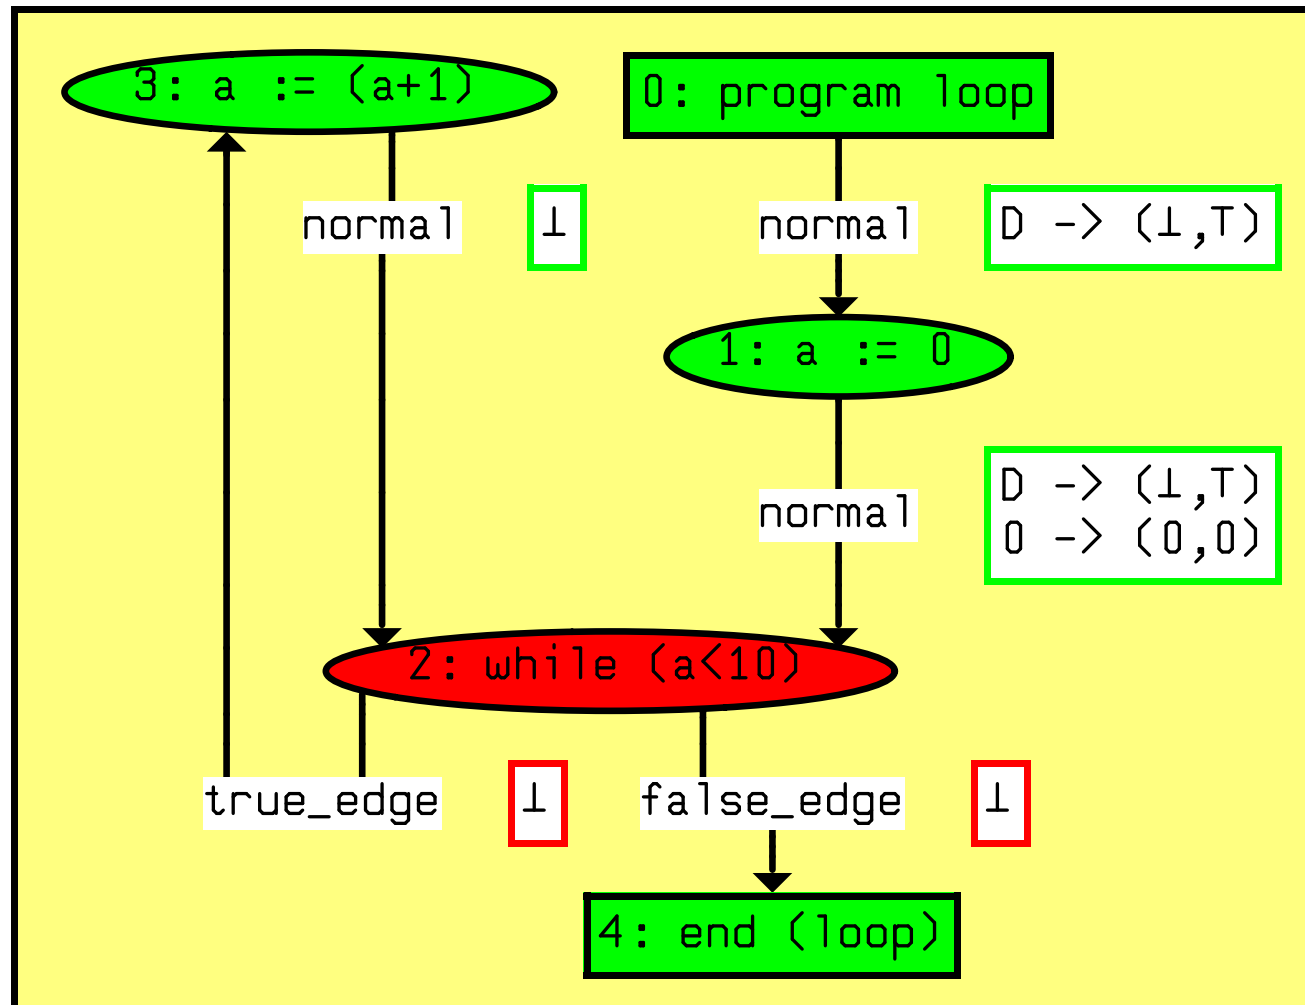 3: a := (a+1)
0: program loop
normal
⊥
normal
D -> (⊥,T)
1: a := 0
normal
D -> (⊥,T)
0 -> (0,0)
2: while (a<10)
true_edge
⊥
false_edge
⊥
4: end (loop)